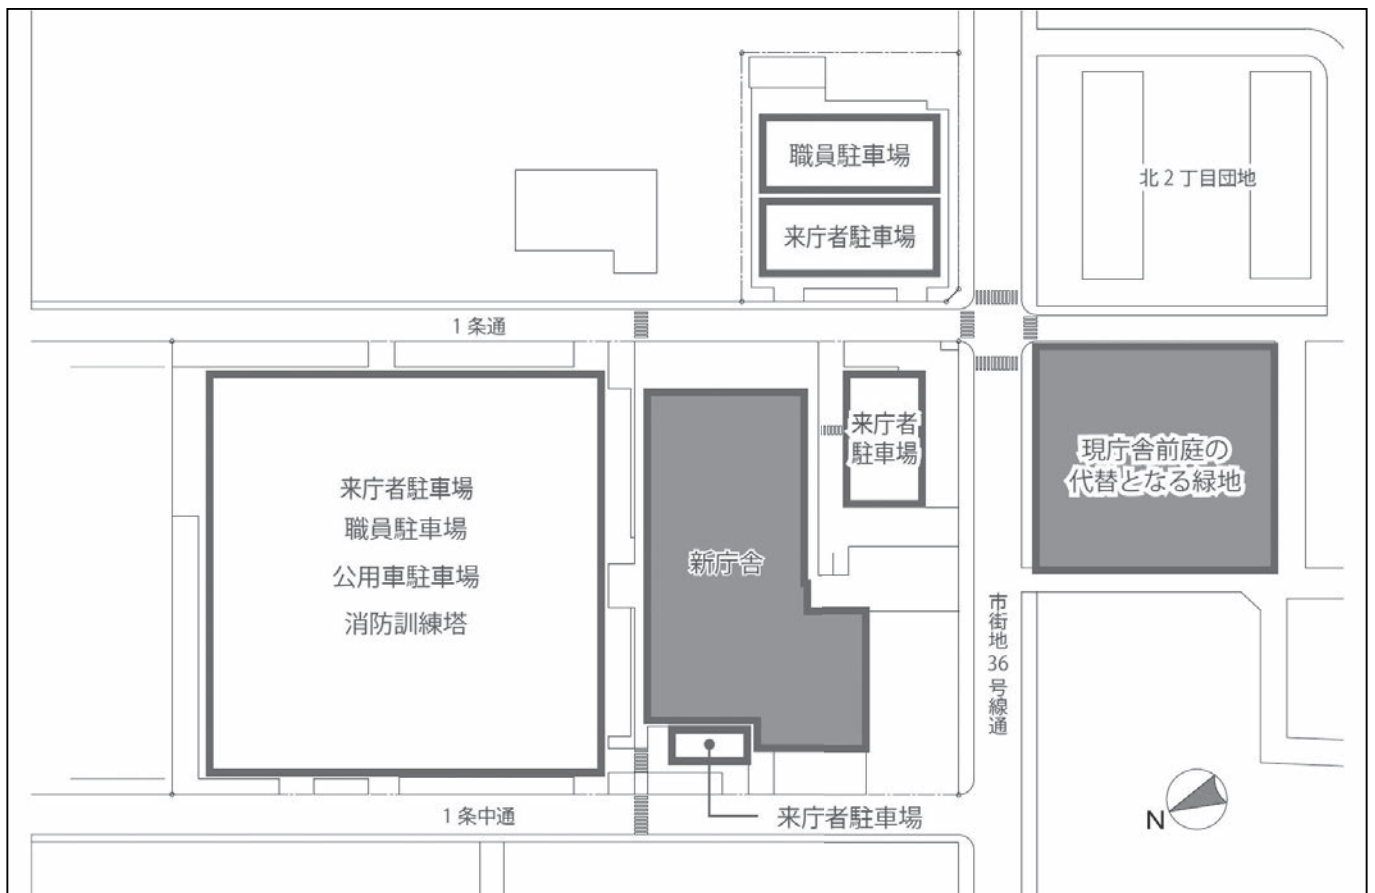 職員駐車場
来庁者駐車場
北2丁目団地
1条通
来庁者
駐車場
現庁舎前庭の
代替となる緑地
来庁者駐車場
職員駐車場
公用車駐車場
消防訓練塔
新庁舎
市街地36号線通
N
1条中通
来庁者駐車場